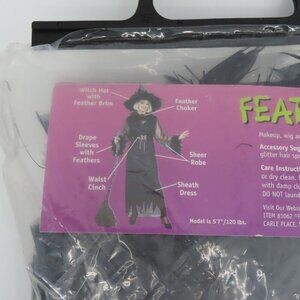 Witch Hat
with
Feather Brim
Feather
Choker
Drape
Sleeves
with
Feathers
Sheer
Robe
Waist
Cinch
Sheath
Dress
Model is 5'7"/120 lbs.
FEAT
Makeup, wig ar
Accessory Sug
glitter hair sp
Care Instructi
or dry clean.
with damp cl
DO NOT laund
Visit Our Webs
ITEM #1062
CARLE PLACE,